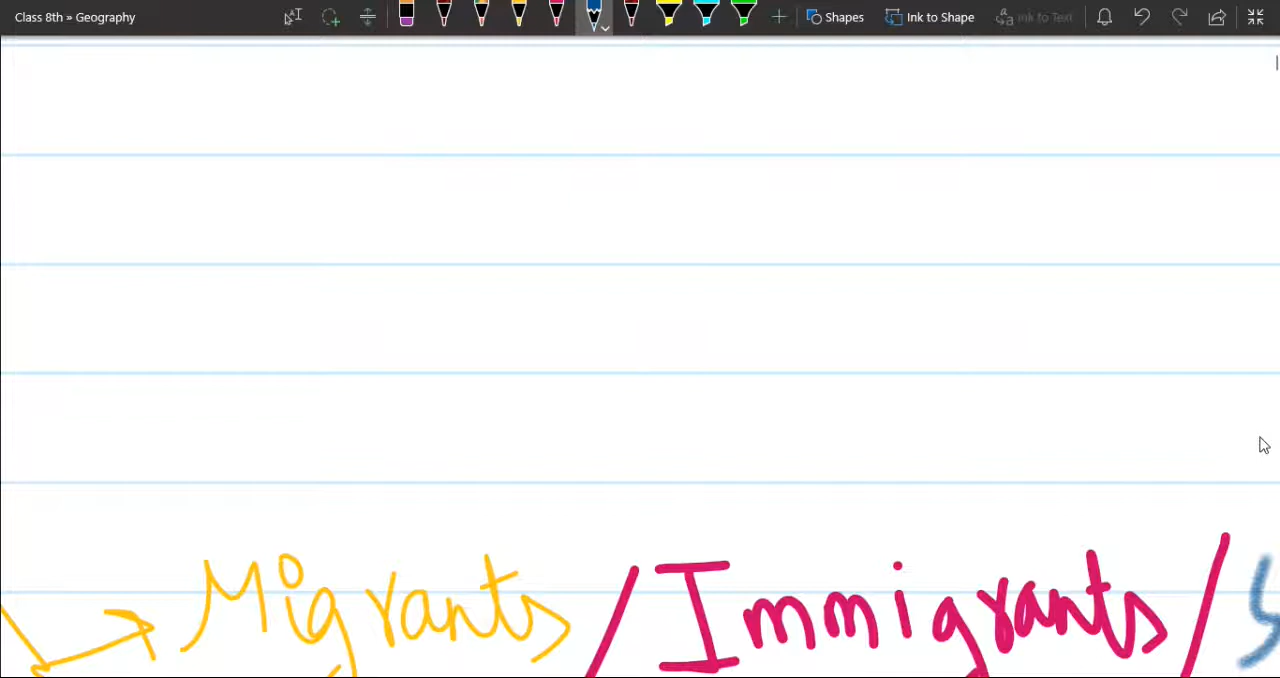 Class 8th » Geography
Shapes
Ink to Shape
Ink to Text
Migrants / Immigrants /